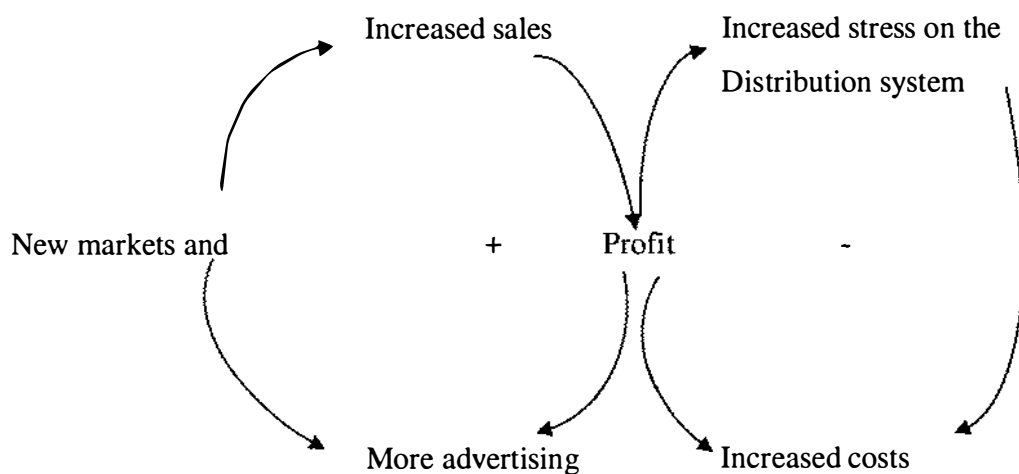 Increased sales
Increased stress on the
Distribution system
New markets and
+
Profit
-
More advertising
Increased costs